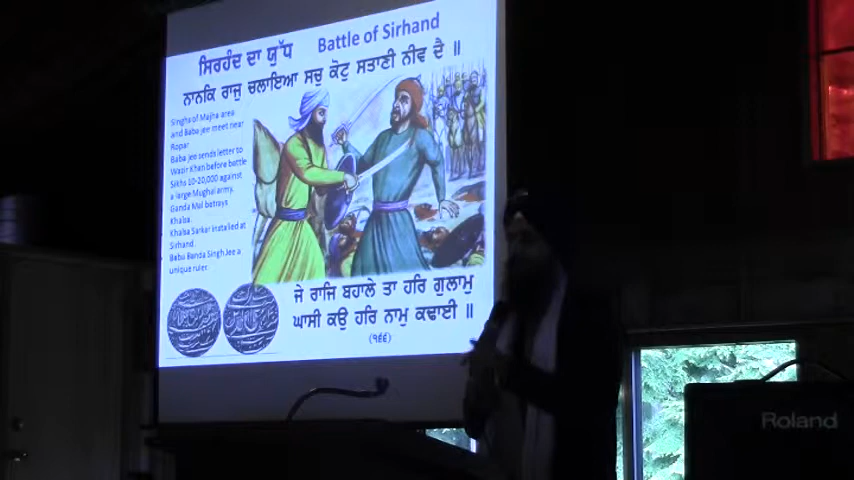 ਸਿਰਹੰਦ ਦਾ ਯੁੱਧ
Battle of Sirhand
ਨਾਨਕਿ ਰਾਜੁ ਚਲਾਇਆ ਸਚੁ ਕੋਟੁ ਸਤਾਣੀ ਨੀਵ ਦੈ ॥
Singhs of Majha area
and Baba jee meet near
Ropar
Baba Jee sends letter to
Wazir Khan before battle
Sikhs 10-20,000 against
a large Mughal army.
Ganda Mal betrays
Khalsa.
Khalsa Sarkar installed at
Sirhand.
Baba Banda Singh Jee a
unique ruler.
ਜੇ ਰਾਜਿ ਬਹਾਲੇ ਤਾ ਹਰਿ ਗੁਲਾਮੁ
ਘਾਸੀ ਕਉ ਹਰਿ ਨਾਮੁ ਕਢਾਈ ॥
(੧੬੬)
Roland